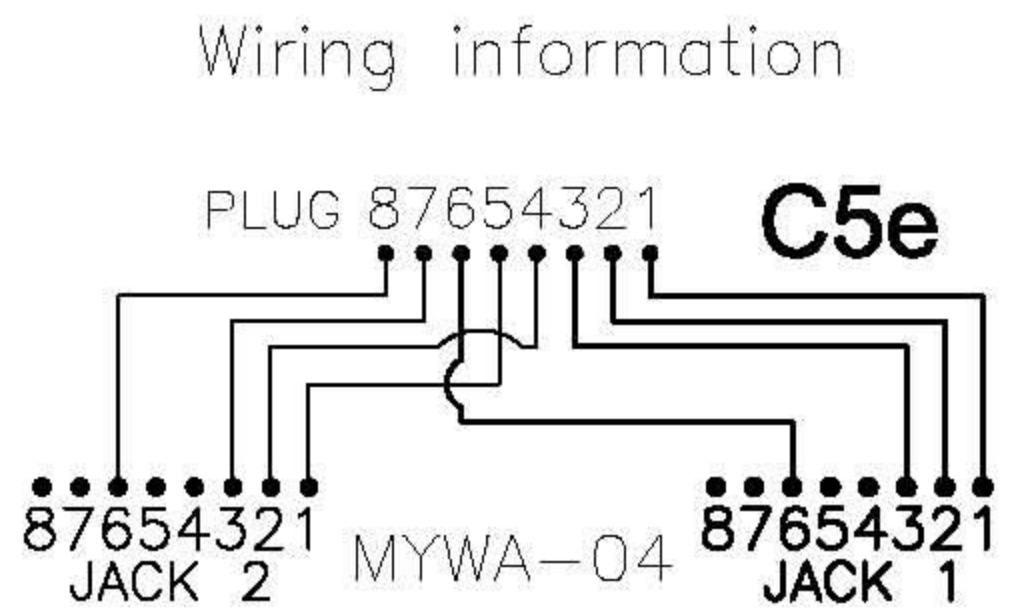 Wiring information
PLUG 87654321
C5e
87654321
JACK 2
MYWA-04
87654321
JACK 1